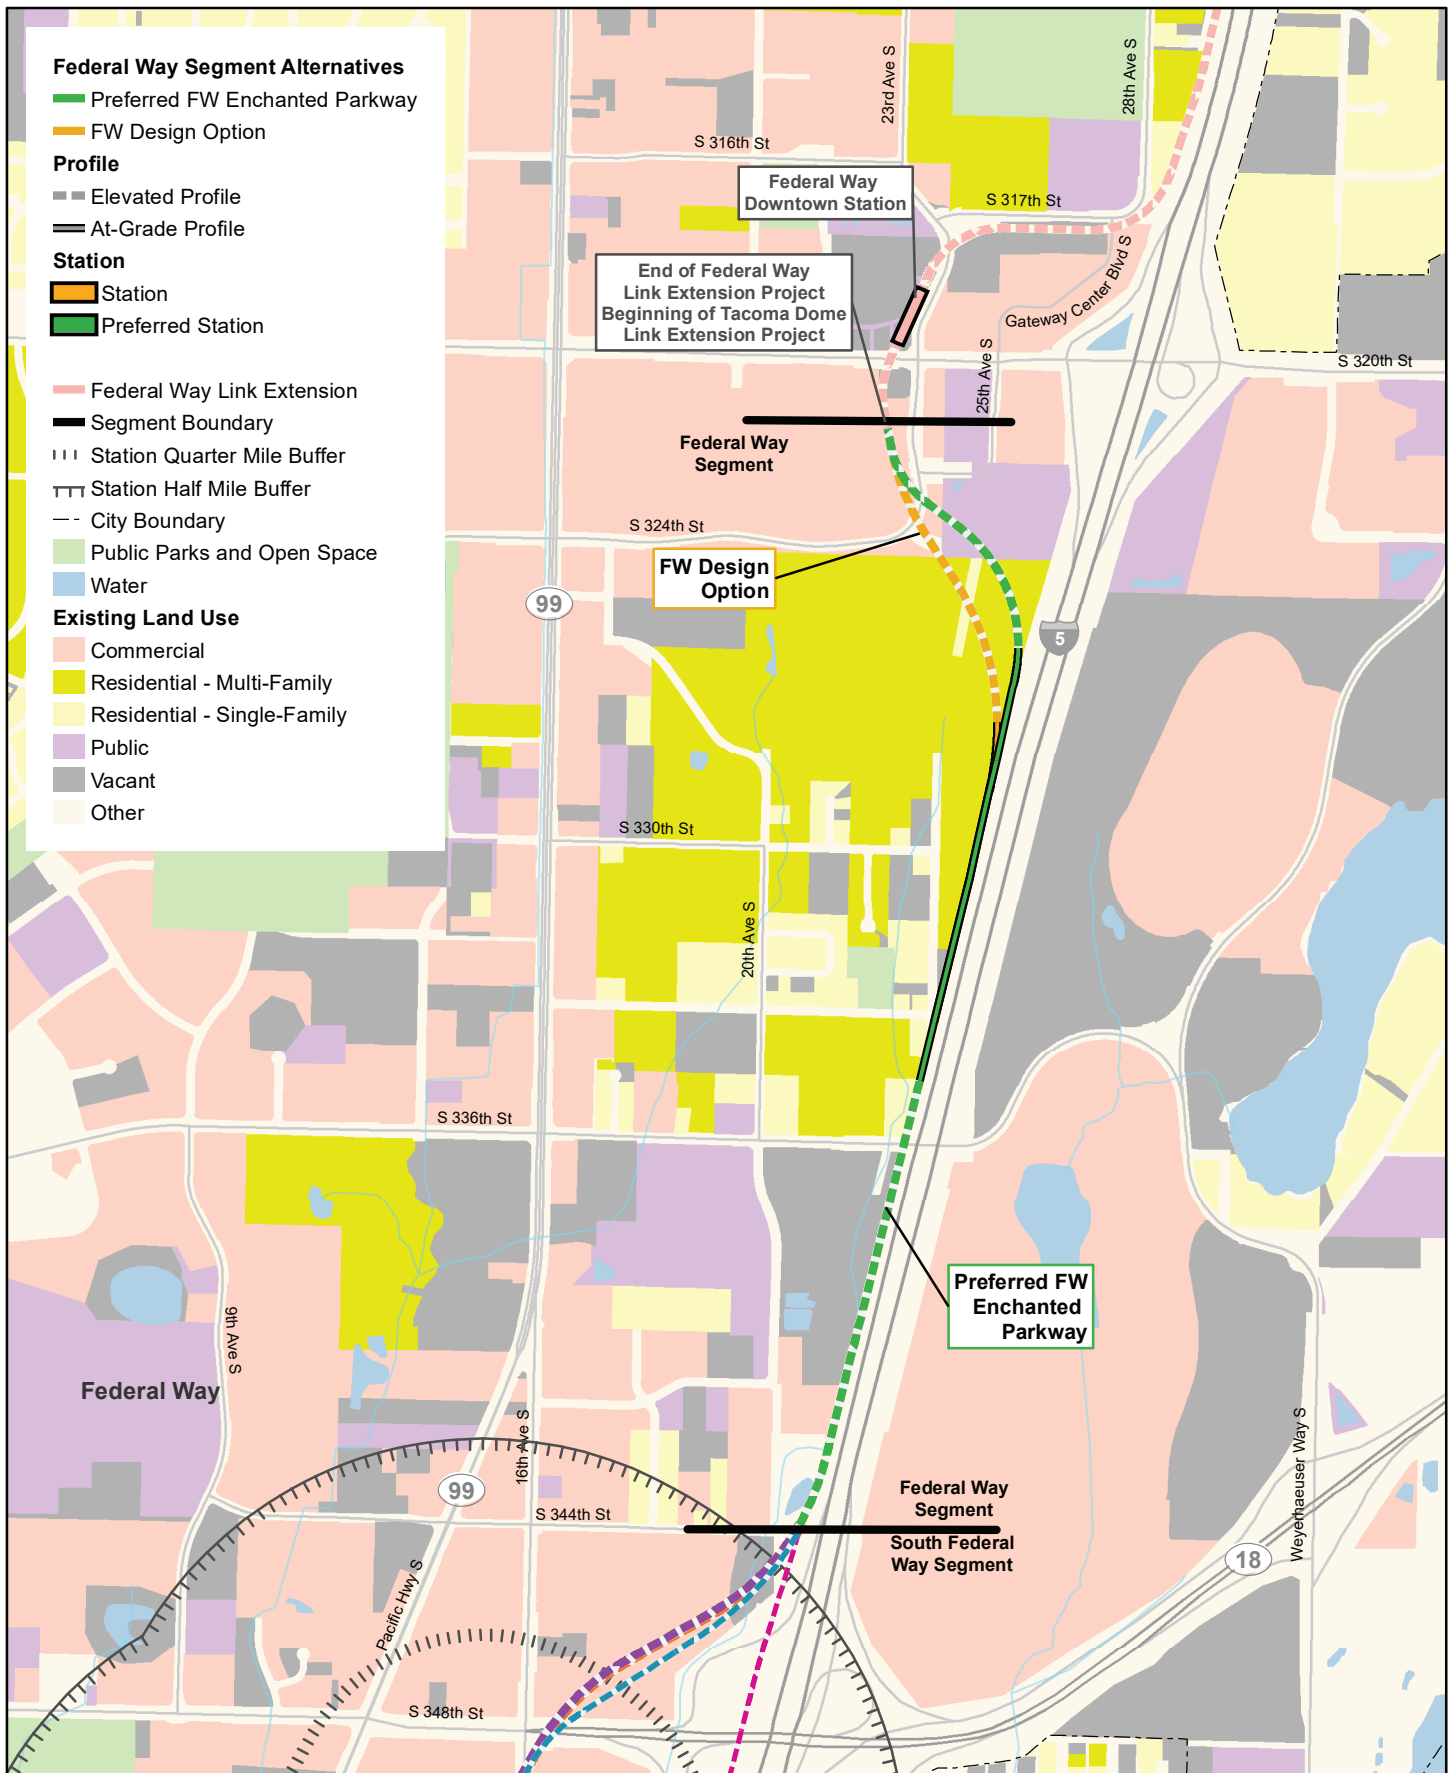 Federal Way Segment Alternatives
Preferred FW Enchanted Parkway
FW Design Option
Profile
Elevated Profile
At-Grade Profile
Station
Station
Preferred Station
Federal Way Link Extension
Segment Boundary
Station Quarter Mile Buffer
Station Half Mile Buffer
City Boundary
Public Parks and Open Space
Water
Existing Land Use
Commercial
Residential - Multi-Family
Residential - Single-Family
Public
Vacant
Other
23rd Ave S
28th Ave S
S 316th St
Federal Way
Downtown Station
S 317th St
End of Federal Way
Link Extension Project
Beginning of Tacoma Dome
Link Extension Project
Gateway Center Blvd S
25th Ave S
S 320th St
Federal Way
Segment
S 324th St
FW Design
Option
99
5
S 330th St
20th Ave S
S 336th St
Preferred FW
Enchanted
Parkway
9th Ave S
Federal Way
16th Ave S
99
S 344th St
Federal Way
Segment
South Federal
Way Segment
Weyerhaeuser Way S
18
Pacific Hwy S
S 348th St